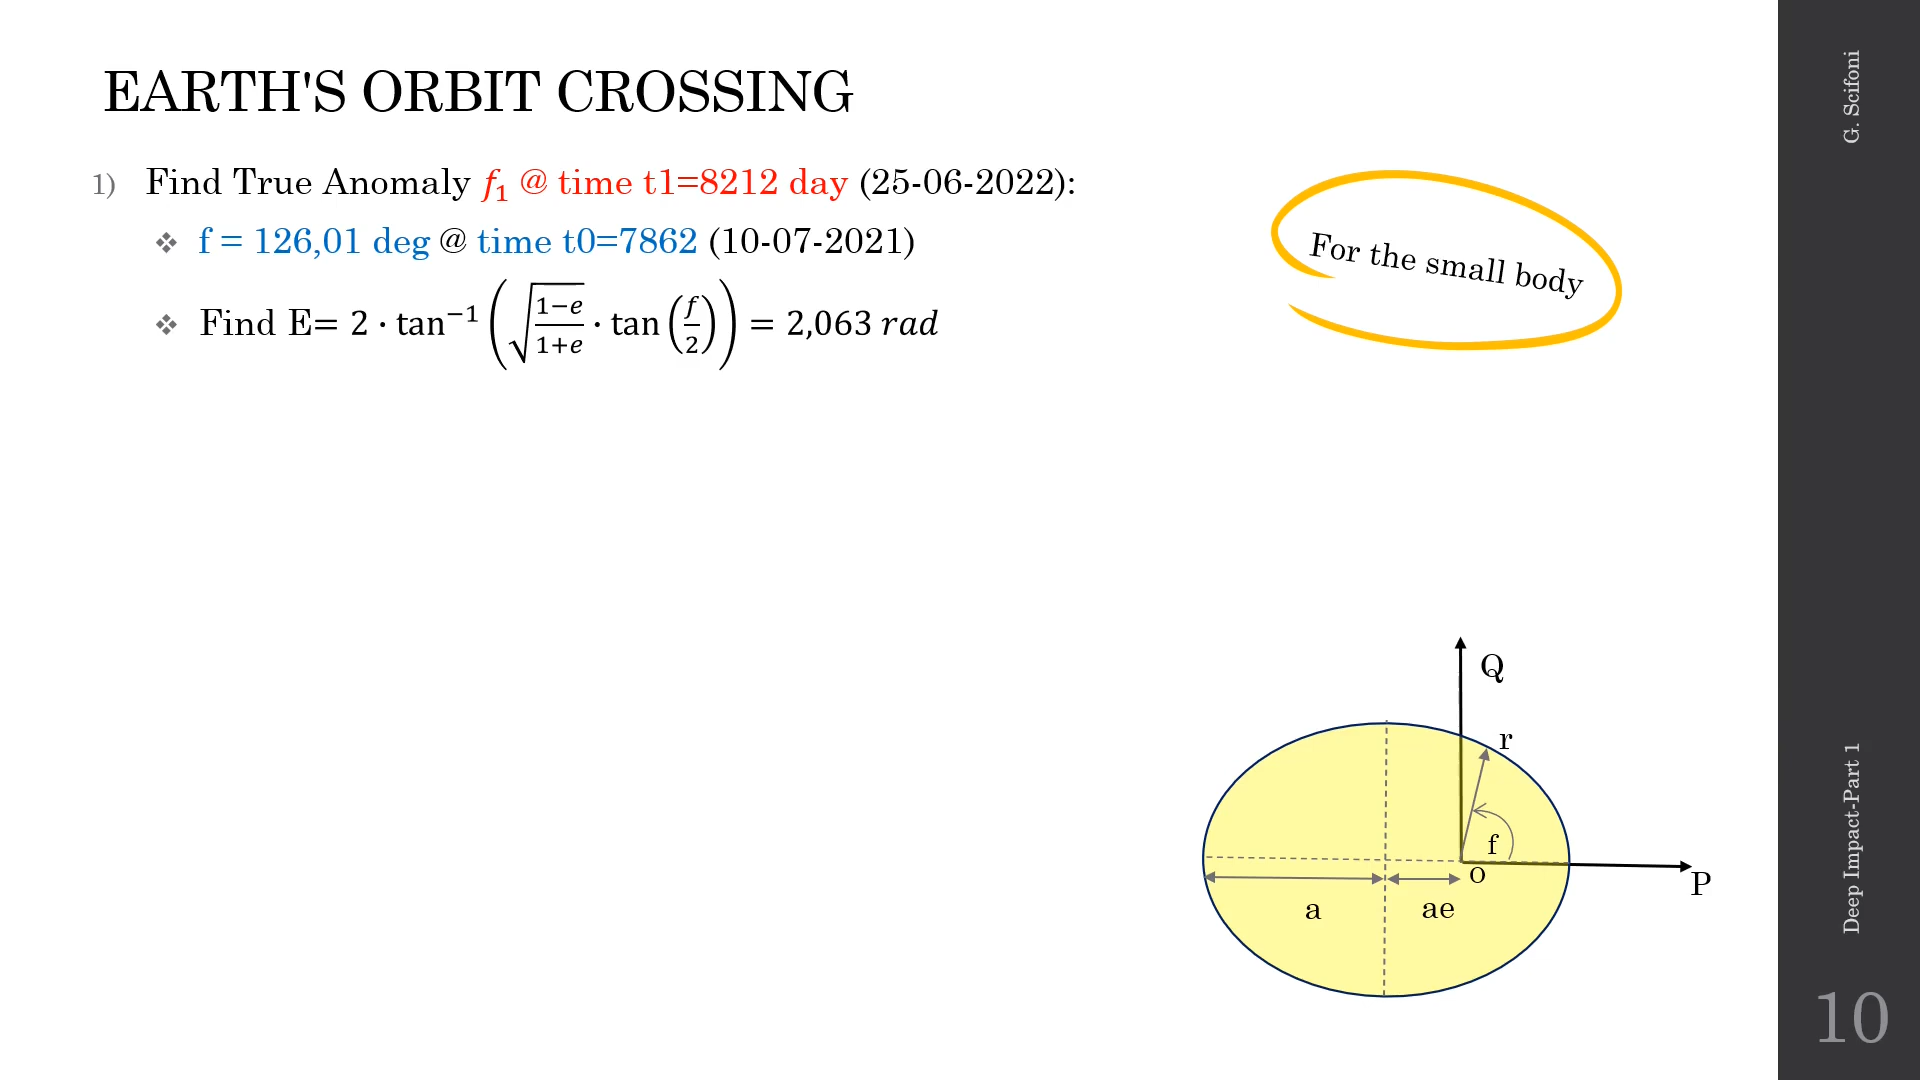 EARTH'S ORBIT CROSSING
1) Find True Anomaly f₁ @ time t1=8212 day (25-06-2022):
❖ f = 126,01 deg @ time t0=7862 (10-07-2021)
❖ Find E= 2 · tan⁻¹ (√((1−e)/(1+e)) · tan (f/2)) = 2,063 rad
For the small body
Q
r
f
o
P
a
ae
G. Scifoni
Deep Impact-Part 1
10